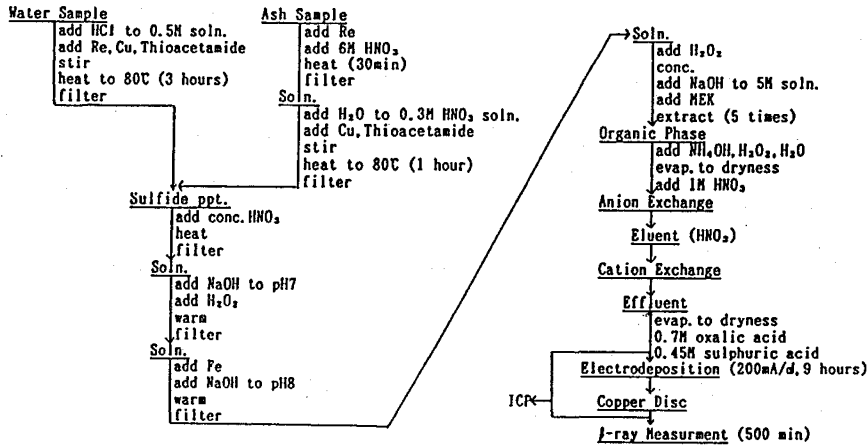 Water Sample
add HCl to 0.5M soln.
add Re, Cu, Thioacetamide
stir
heat to 80℃ (3 hours)
filter
Ash Sample
add Re
add 6M HNO₃
heat (30min)
filter
Soln.
add H₂O to 0.3M HNO₃ soln.
add Cu, Thioacetamide
stir
heat to 80℃ (1 hour)
filter
Sulfide ppt.
add conc. HNO₃
heat
filter
Soln.
add NaOH to pH7
add H₂O₂
warm
filter
Soln.
add Fe
add NaOH to pH8
warm
filter
Soln.
add H₂O₂
conc.
add NaOH to 5M soln.
add MEK
extract (5 times)
Organic Phase
add NH₄OH, H₂O₂, H₂O
evap. to dryness
add 1M HNO₃
Anion Exchange
Eluent (HNO₃)
Cation Exchange
Effluent
evap. to dryness
0.7M oxalic acid
0.45M sulphuric acid
Electrodeposition (200mA/d, 9 hours)
Copper Disc
ICP
β-ray Measurment (500 min)